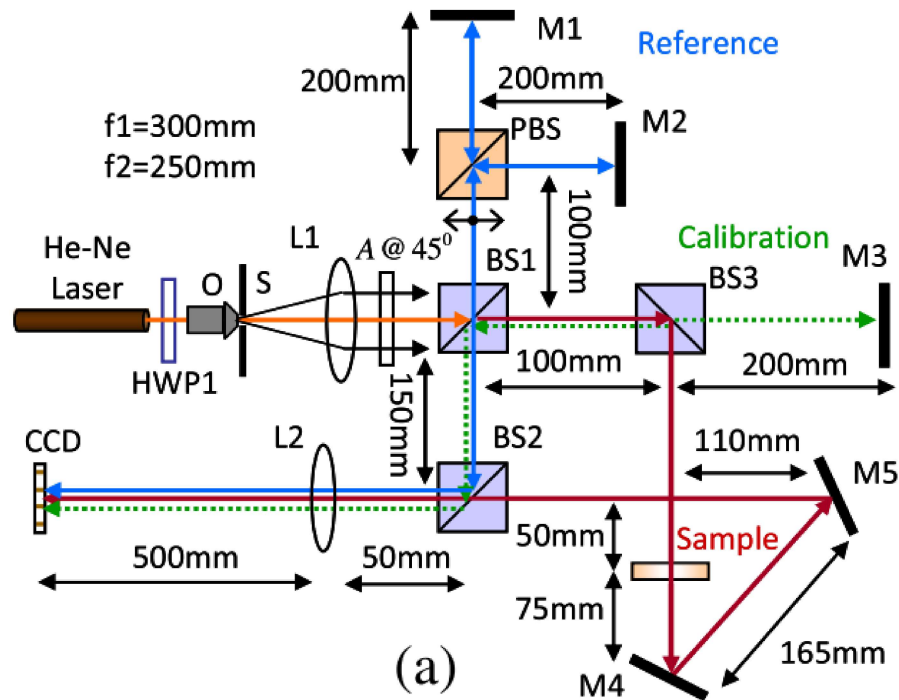 M1
Reference
200mm
200mm
PBS
M2
f1=300mm
f2=250mm
100mm
He-Ne
Laser
O
S
L1
A @ 45⁰
BS1
Calibration
BS3
M3
HWP1
150mm
100mm
200mm
CCD
L2
BS2
110mm
M5
50mm
Sample
500mm
50mm
75mm
165mm
M4
(a)